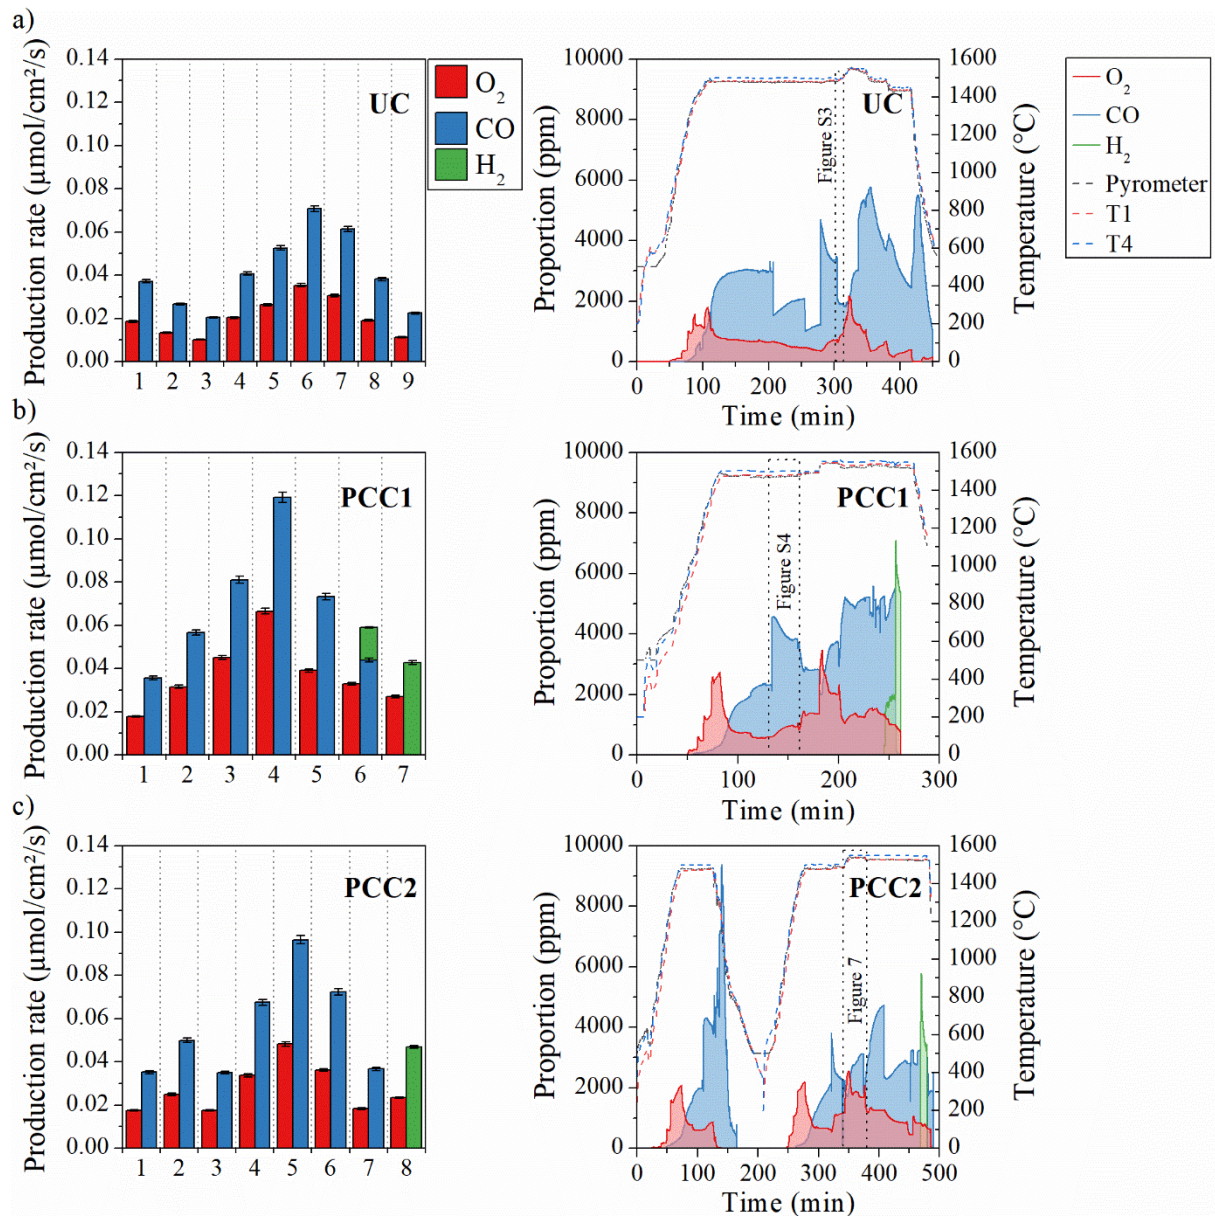 a)
Production rate (µmol/cm²/s)
0.14
0.12
0.10
0.08
0.06
0.04
0.02
0.00
UC
1 2 3 4 5 6 7 8 9
O₂
CO
H₂
Proportion (ppm)
10000
8000
6000
4000
2000
0
UC
Figure S3
0 100 200 300 400
Time (min)
1600
1400
1200
1000
800
600
400
200
0
Temperature (°C)
O₂
CO
H₂
Pyrometer
T1
T4
b)
Production rate (µmol/cm²/s)
0.14
0.12
0.10
0.08
0.06
0.04
0.02
0.00
PCC1
1 2 3 4 5 6 7
Proportion (ppm)
10000
8000
6000
4000
2000
0
PCC1
Figure S4
0 100 200 300
Time (min)
1600
1400
1200
1000
800
600
400
200
0
Temperature (°C)
c)
Production rate (µmol/cm²/s)
0.14
0.12
0.10
0.08
0.06
0.04
0.02
0.00
PCC2
1 2 3 4 5 6 7 8
Proportion (ppm)
10000
8000
6000
4000
2000
0
PCC2
Figure 7
0 100 200 300 400 500
Time (min)
1600
1400
1200
1000
800
600
400
200
0
Temperature (°C)